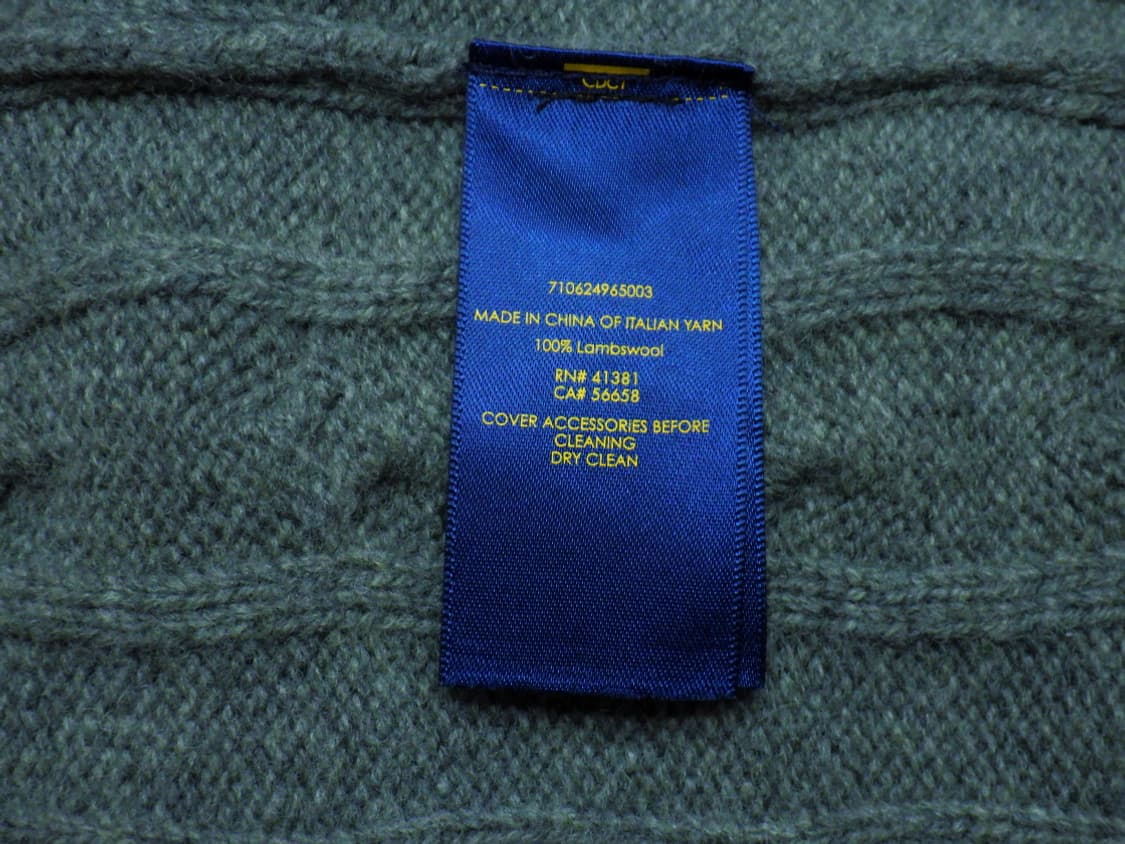 710624965003
MADE IN CHINA OF ITALIAN YARN
100% Lambswool
RN# 41381
CA# 56658
COVER ACCESSORIES BEFORE
CLEANING
DRY CLEAN